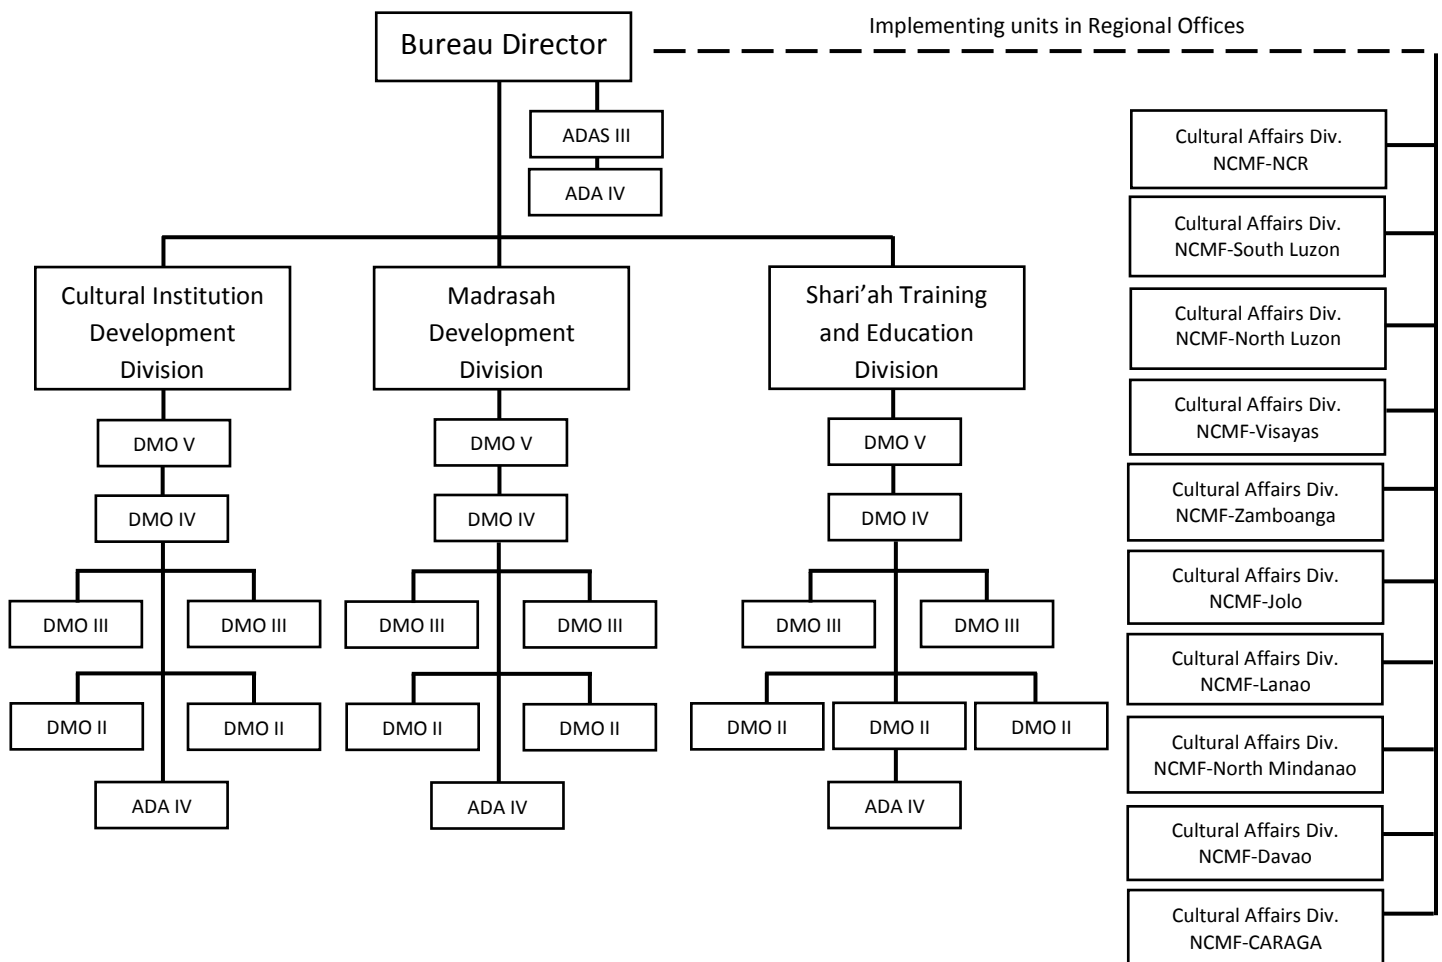 Bureau Director
Implementing units in Regional Offices
ADAS III
ADA IV
Cultural Institution
Development
Division
Madrasah
Development
Division
Shari’ah Training
and Education
Division
DMO V
DMO V
DMO V
DMO IV
DMO IV
DMO IV
DMO III
DMO III
DMO III
DMO III
DMO III
DMO III
DMO II
DMO II
DMO II
DMO II
DMO II
DMO II
DMO II
ADA IV
ADA IV
ADA IV
Cultural Affairs Div.
NCMF-NCR
Cultural Affairs Div.
NCMF-South Luzon
Cultural Affairs Div.
NCMF-North Luzon
Cultural Affairs Div.
NCMF-Visayas
Cultural Affairs Div.
NCMF-Zamboanga
Cultural Affairs Div.
NCMF-Jolo
Cultural Affairs Div.
NCMF-Lanao
Cultural Affairs Div.
NCMF-North Mindanao
Cultural Affairs Div.
NCMF-Davao
Cultural Affairs Div.
NCMF-CARAGA